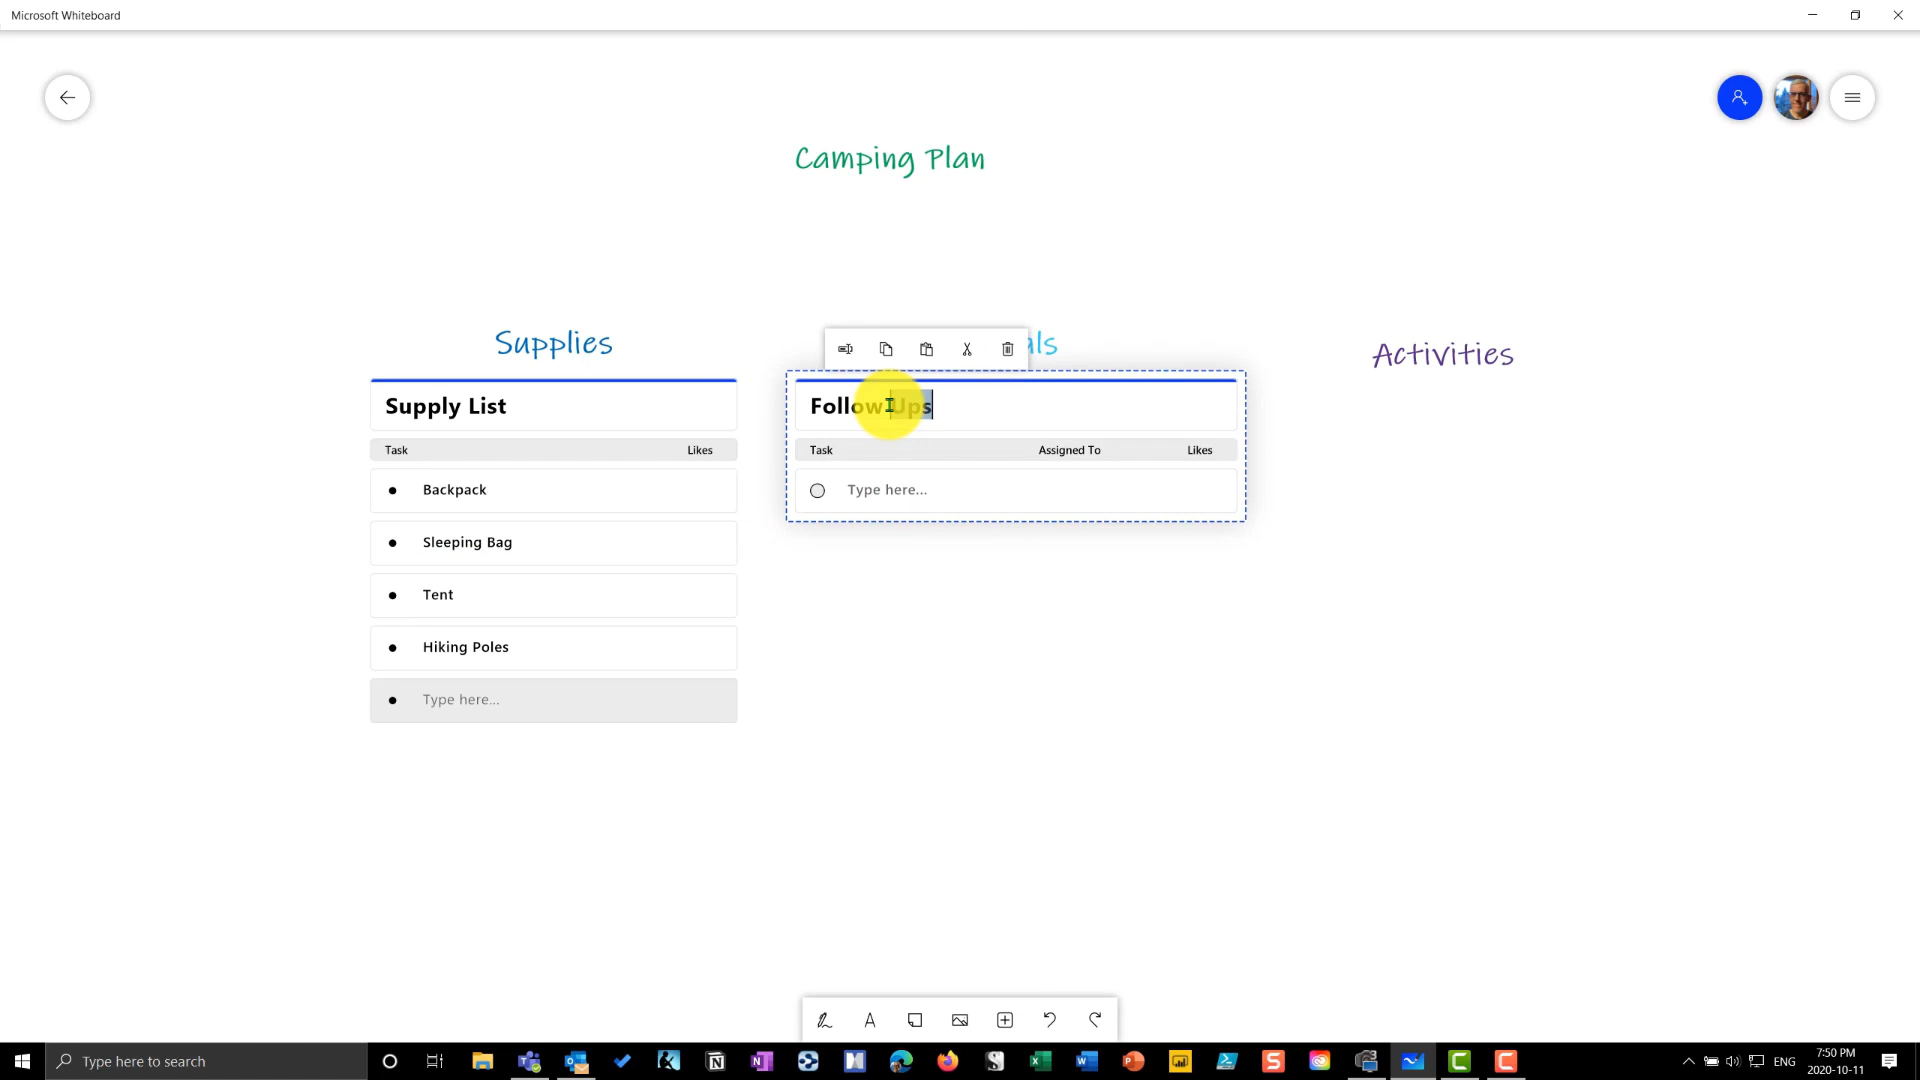 Microsoft Whiteboard
Camping Plan
Supplies
als
Activities
Supply List
Task Likes
Backpack
Sleeping Bag
Tent
Hiking Poles
Type here...
Follow Ups
Task Assigned To Likes
Type here...
Type here to search
ENG
7:50 PM
2020-10-11